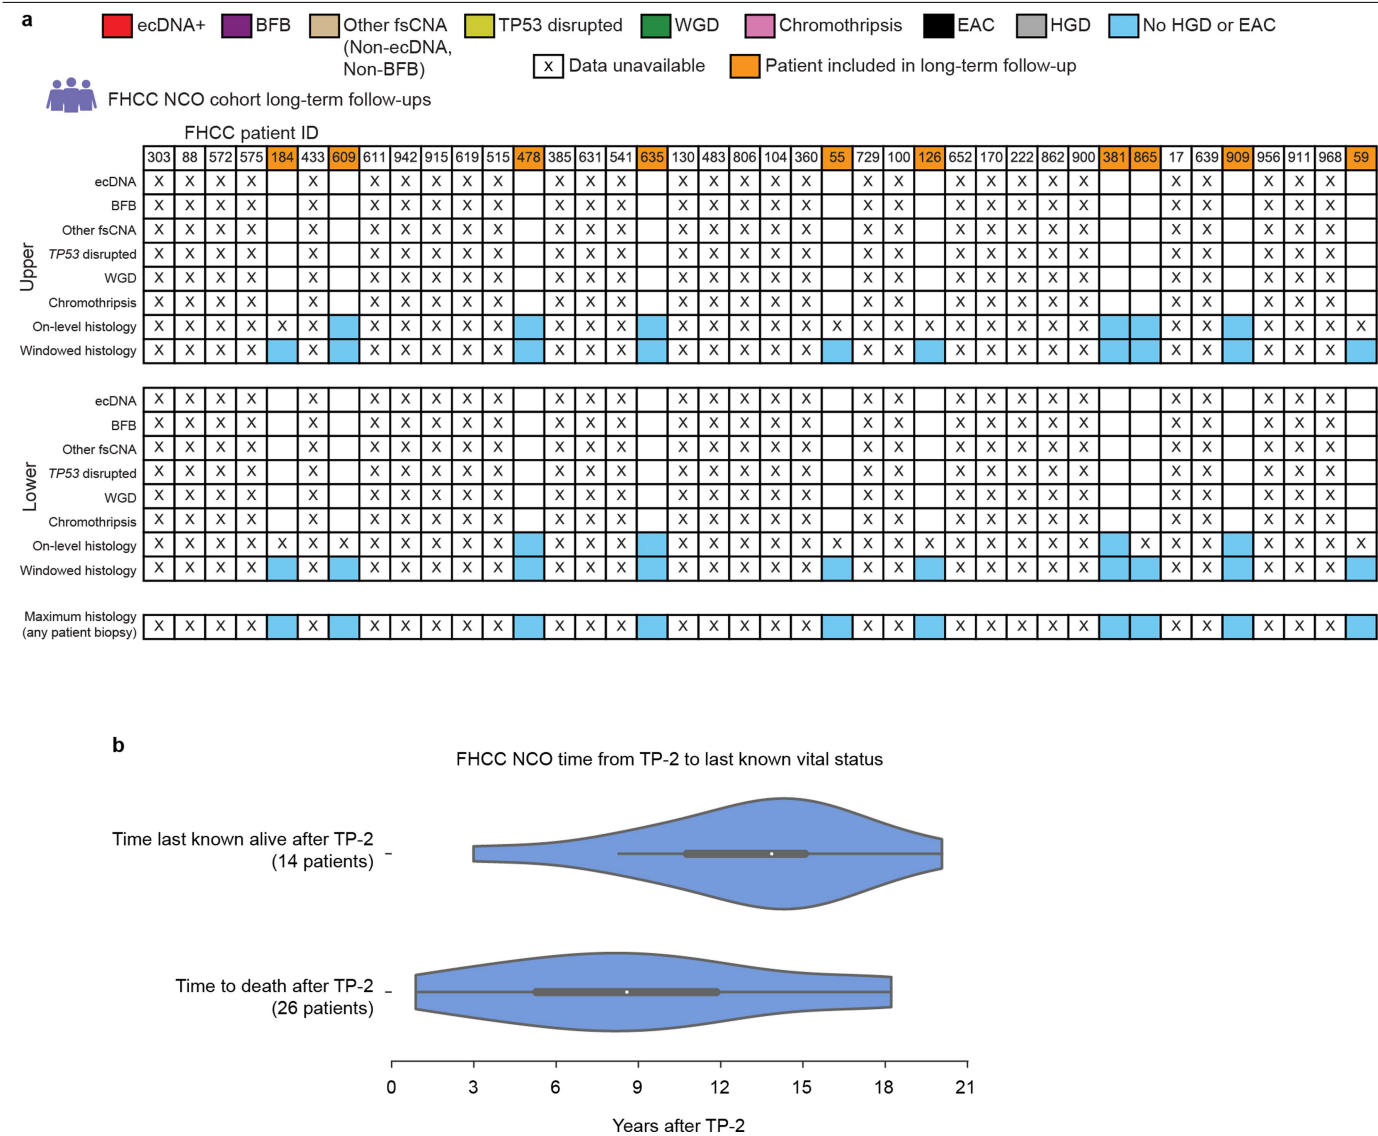 a
ecDNA+ BFB Other fsCNA TP53 disrupted WGD Chromothripsis EAC HGD No HGD or EAC
(Non-ecDNA,
Non-BFB)
X Data unavailable Patient included in long-term follow-up
FHCC NCO cohort long-term follow-ups
FHCC patient ID
303 88 572 575 184 433 609 611 942 915 619 515 478 385 631 541 635 130 483 806 104 360 55 729 100 126 652 170 222 862 900 381 865 17 639 909 956 911 968 59
Upper
ecDNA X X X X X X X X X X X X X X X X X X X X X X X X X X X X X X
BFB X X X X X X X X X X X X X X X X X X X X X X X X X X X X X X
Other fsCNA X X X X X X X X X X X X X X X X X X X X X X X X X X X X X X
TP53 disrupted X X X X X X X X X X X X X X X X X X X X X X X X X X X X X X
WGD X X X X X X X X X X X X X X X X X X X X X X X X X X X X X X
Chromothripsis X X X X X X X X X X X X X X X X X X X X X X X X X X X X X X
On-level histology X X X X X X X X X X X X X X X X X X X X X X X X X X X X X X X X X X
Windowed histology X X X X X X X X X X X X X X X X X X X X X X X X X X X X X X
Lower
ecDNA X X X X X X X X X X X X X X X X X X X X X X X X X X X X X X
BFB X X X X X X X X X X X X X X X X X X X X X X X X X X X X X X
Other fsCNA X X X X X X X X X X X X X X X X X X X X X X X X X X X X X X
TP53 disrupted X X X X X X X X X X X X X X X X X X X X X X X X X X X X X X
WGD X X X X X X X X X X X X X X X X X X X X X X X X X X X X X X
Chromothripsis X X X X X X X X X X X X X X X X X X X X X X X X X X X X X X
On-level histology X X X X X X X X X X X X X X X X X X X X X X X X X X X X X X X X X X X X
Windowed histology X X X X X X X X X X X X X X X X X X X X X X X X X X X X X X
Maximum histology
(any patient biopsy) X X X X X X X X X X X X X X X X X X X X X X X X X X X X X X
b
FHCC NCO time from TP-2 to last known vital status
Time last known alive after TP-2
(14 patients)
Time to death after TP-2
(26 patients)
0 3 6 9 12 15 18 21
Years after TP-2